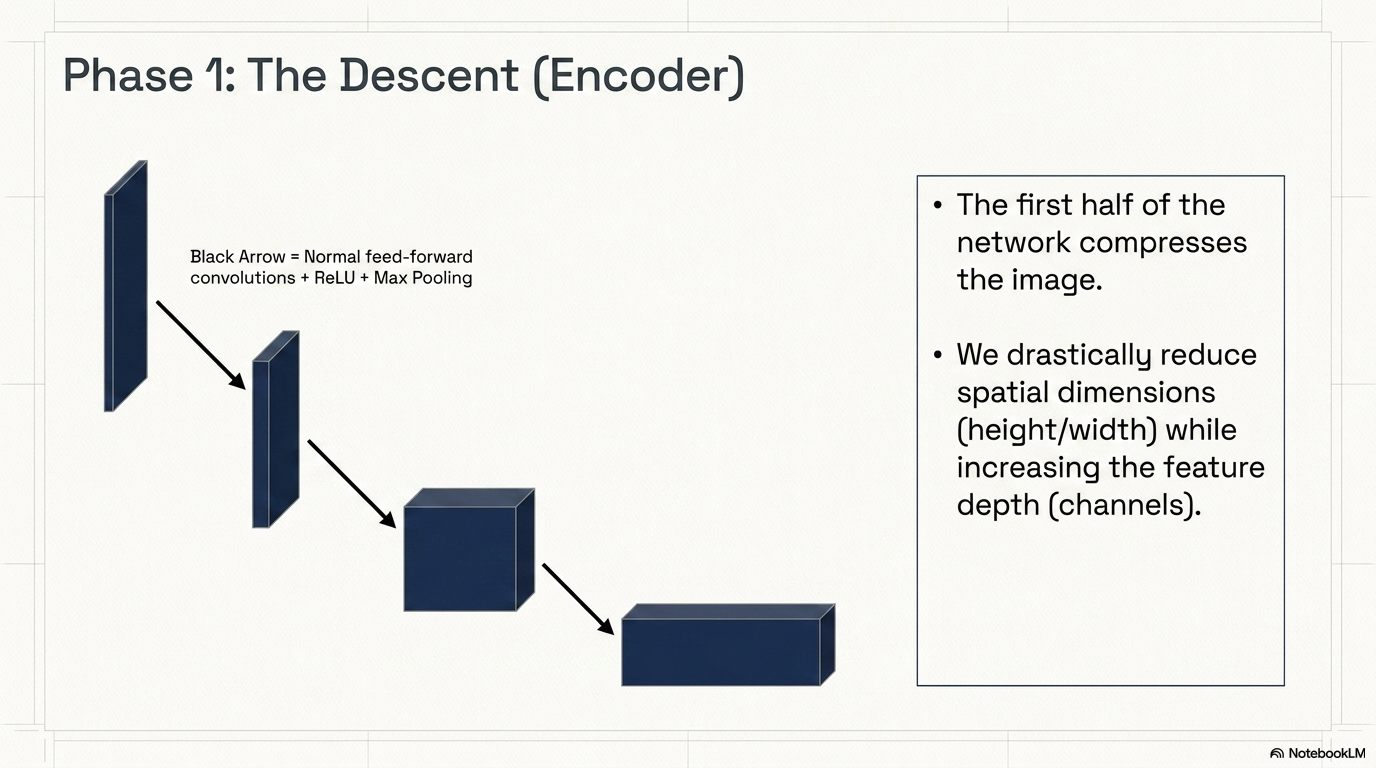 Phase 1: The Descent (Encoder)
Black Arrow = Normal feed-forward
convolutions + ReLU + Max Pooling
• The first half of the
network compresses
the image.
• We drastically reduce
spatial dimensions
(height/width) while
increasing the feature
depth (channels).
NotebookLM